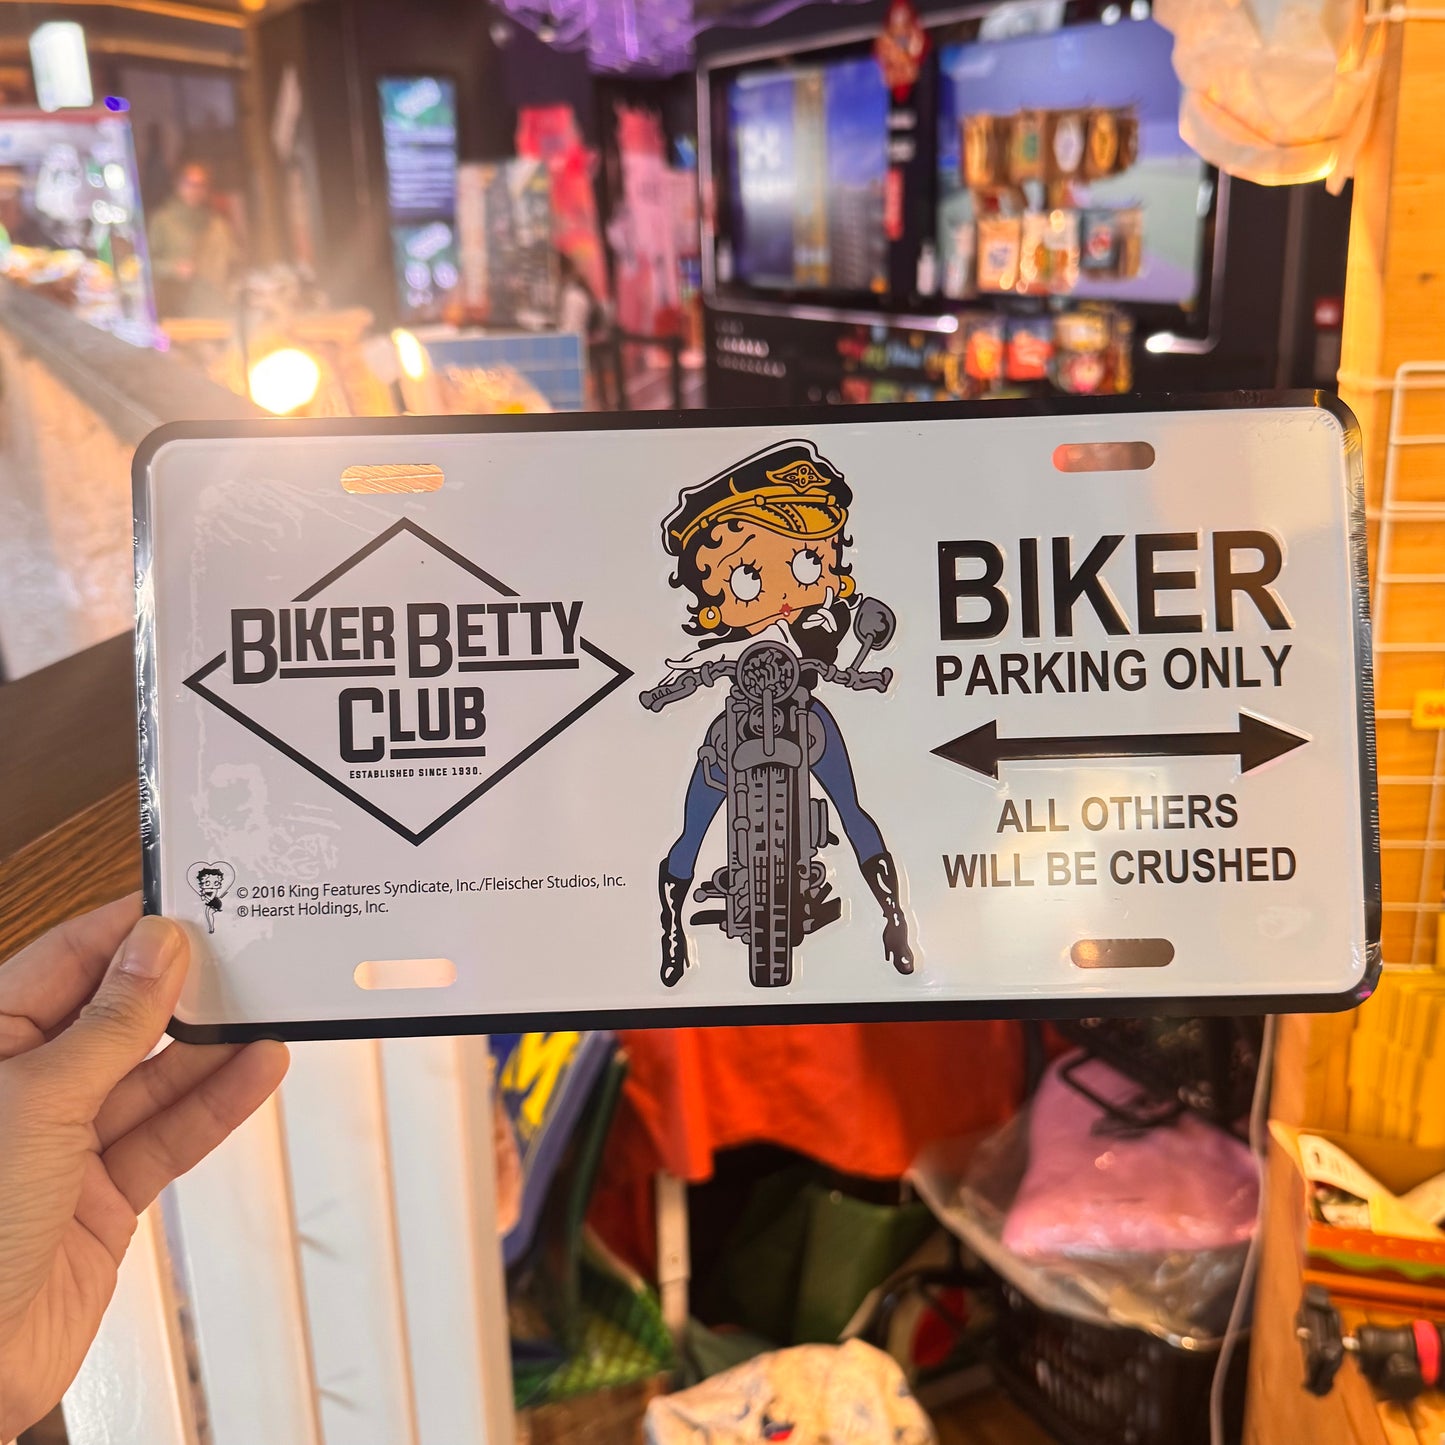 BIKER BETTY
CLUB
ESTABLISHED SINCE 1930.
© 2016 King Features Syndicate, Inc./Fleischer Studios, Inc.
® Hearst Holdings, Inc.
BIKER
PARKING ONLY
ALL OTHERS
WILL BE CRUSHED